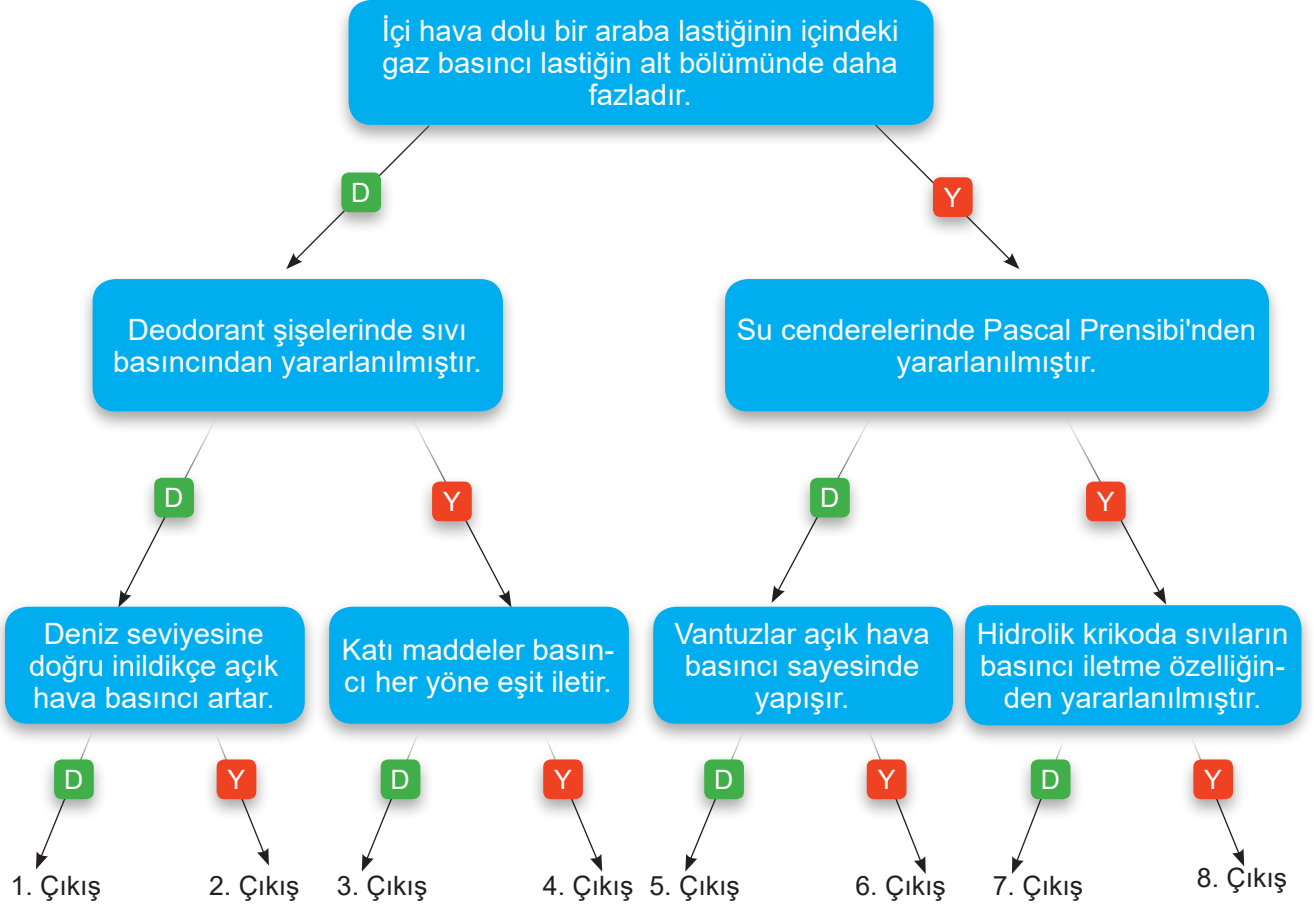 İçi hava dolu bir araba lastiğinin içindeki
gaz basıncı lastiğin alt bölümünde daha
fazladır.
D
Y
Deodorant şişelerinde sıvı
basıncından yararlanılmıştır.
Su cenderelerinde Pascal Prensibi'nden
yararlanılmıştır.
D
Y
D
Y
Deniz seviyesine
doğru inildikçe açık
hava basıncı artar.
Katı maddeler basın-
cı her yöne eşit iletir.
Vantuzlar açık hava
basıncı sayesinde
yapışır.
Hidrolik krikoda sıvıların
basıncı iletme özelliğin-
den yararlanılmıştır.
D
Y
D
Y
D
Y
D
Y
1. Çıkış
2. Çıkış
3. Çıkış
4. Çıkış
5. Çıkış
6. Çıkış
7. Çıkış
8. Çıkış